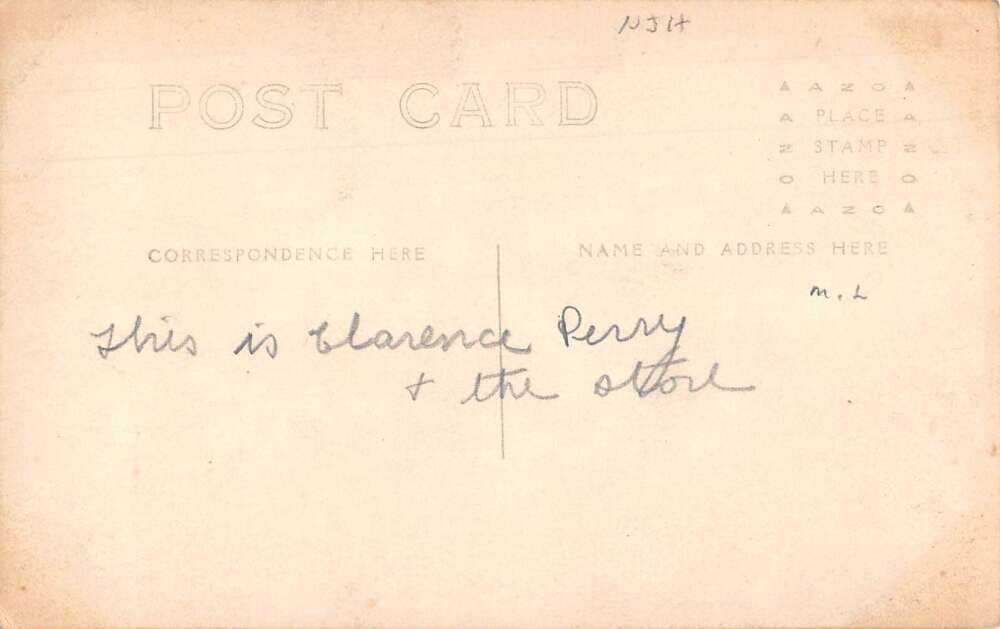 NJH
POST CARD
AZO
A PLACE A
Z STAMP Z
O HERE O
AZO
CORRESPONDENCE HERE
NAME AND ADDRESS HERE
M.L
This is Clarence Perry
+ the store